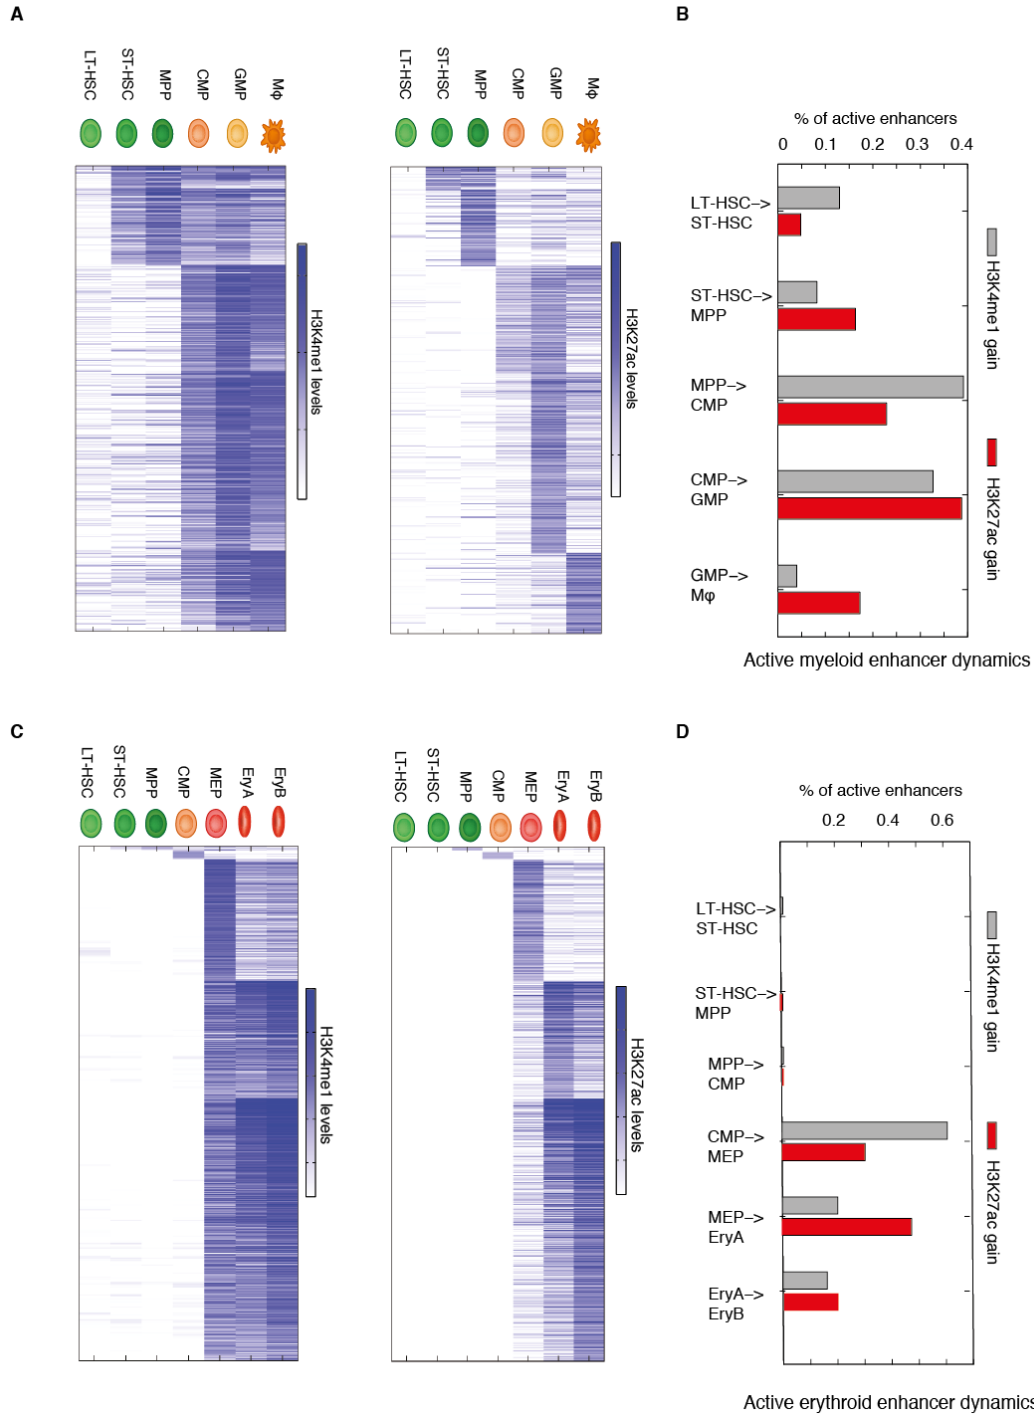 A
B
LT-HSC
ST-HSC
MPP
CMP
GMP
Mφ
H3K4me1 levels
LT-HSC
ST-HSC
MPP
CMP
GMP
Mφ
H3K27ac levels
% of active enhancers
0 0.1 0.2 0.3 0.4
LT-HSC–>
ST-HSC
ST-HSC–>
MPP
MPP–>
CMP
CMP–>
GMP
GMP–>
Mφ
H3K4me1 gain
H3K27ac gain
Active myeloid enhancer dynamics
C
D
LT-HSC
ST-HSC
MPP
CMP
MEP
EryA
EryB
H3K4me1 levels
LT-HSC
ST-HSC
MPP
CMP
MEP
EryA
EryB
H3K27ac levels
% of active enhancers
0.2 0.4 0.6
LT-HSC–>
ST-HSC
ST-HSC–>
MPP
MPP–>
CMP
CMP–>
MEP
MEP–>
EryA
EryA–>
EryB
H3K4me1 gain
H3K27ac gain
Active erythroid enhancer dynamics